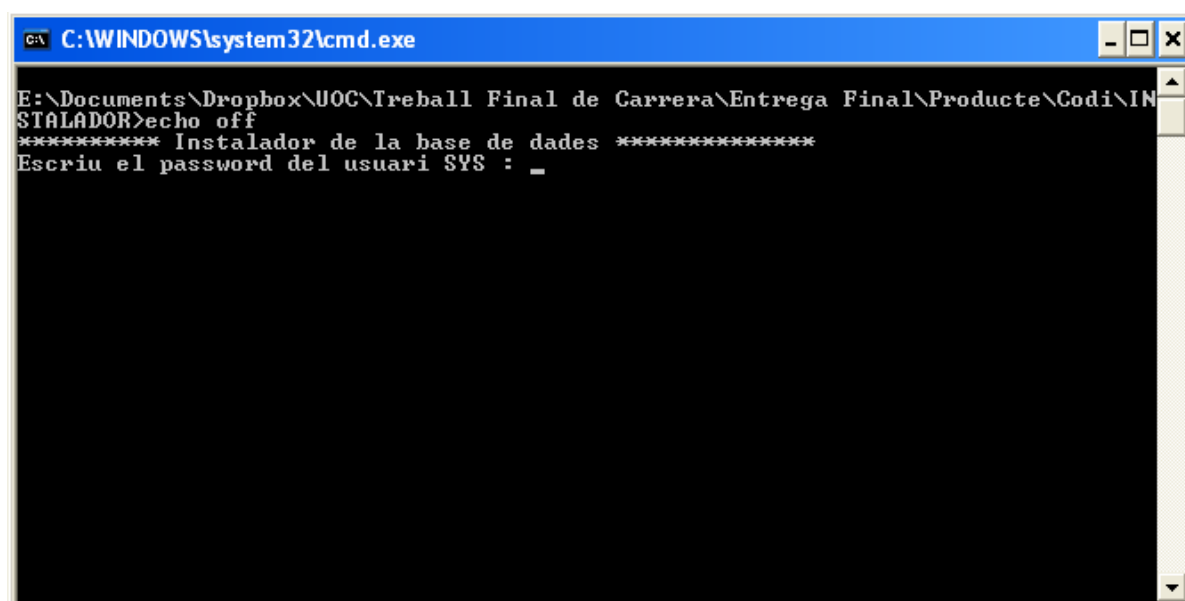 C:\WINDOWS\system32\cmd.exe
E:\Documents\Dropbox\UOC\Treball Final de Carrera\Entrega Final\Producte\Codi\IN
STALADOR>echo off
********** Instalador de la base de dades **************
Escriu el password del usuari SYS : _